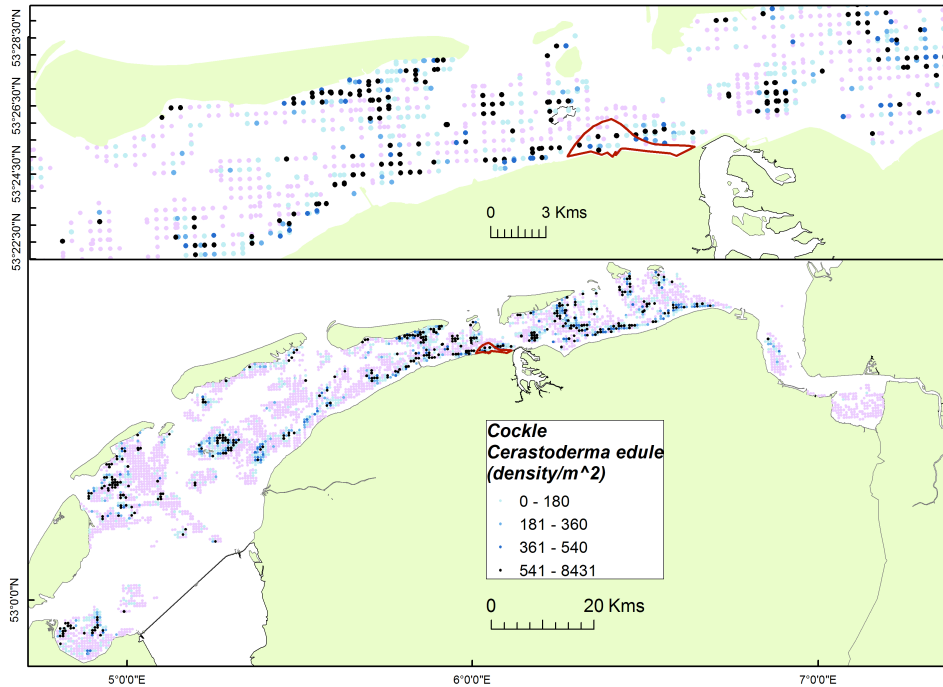 53°28'30"N
53°26'30"N
53°24'30"N
53°22'30"N
0 3 Kms
Cockle
Cerastoderma edule
(density/m^2)
0 - 180
181 - 360
361 - 540
541 - 8431
0 20 Kms
53°0'0"N
5°0'0"E 6°0'0"E 7°0'0"E